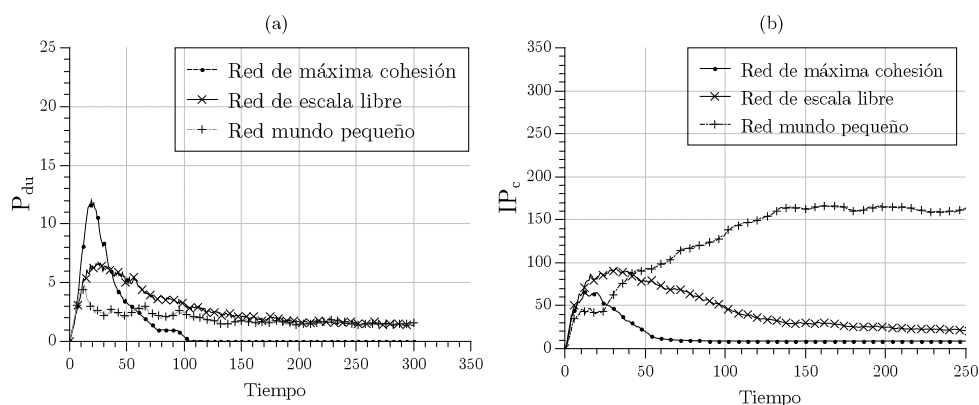 (a)
25
20
15
10
5
0
P_du
Red de máxima cohesión
Red de escala libre
Red mundo pequeño
0 50 100 150 200 250 300 350
Tiempo
(b)
350
300
250
200
150
100
50
0
IP_c
Red de máxima cohesión
Red de escala libre
Red mundo pequeño
0 50 100 150 200 250
Tiempo